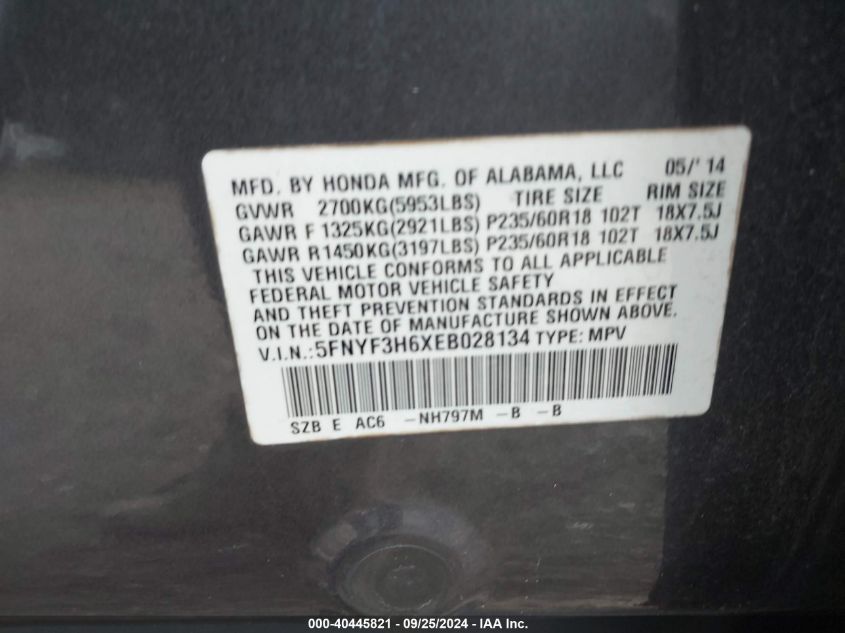 MFD. BY HONDA MFG. OF ALABAMA, LLC 05/' 14
GVWR 2700KG(5953LBS) TIRE SIZE RIM SIZE
GAWR F 1325KG(2921LBS) P235/60R18 102T 18X7.5J
GAWR R1450KG(3197LBS) P235/60R18 102T 18X7.5J
THIS VEHICLE CONFORMS TO ALL APPLICABLE
FEDERAL MOTOR VEHICLE SAFETY
AND THEFT PREVENTION STANDARDS IN EFFECT
ON THE DATE OF MANUFACTURE SHOWN ABOVE.
V.I.N.:5FNYF3H6XEB028134 TYPE: MPV
SZB E AC6 -NH797M -B -B
000-40445821 - 09/25/2024 - IAA Inc.